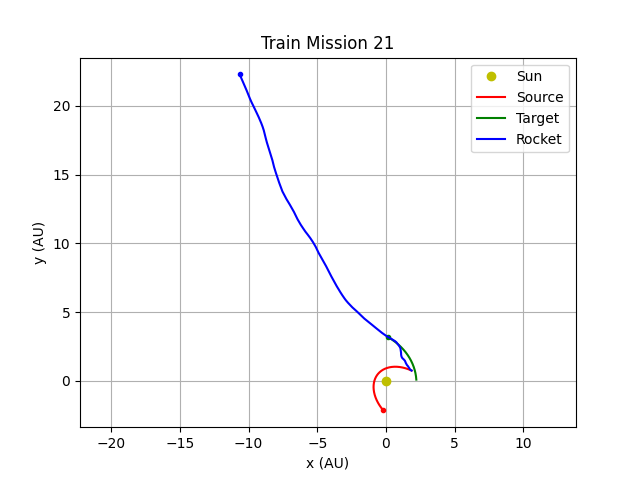 Train Mission 21
Sun
Source
Target
Rocket
y (AU)
20
15
10
5
0
−20 −15 −10 −5 0 5 10
x (AU)